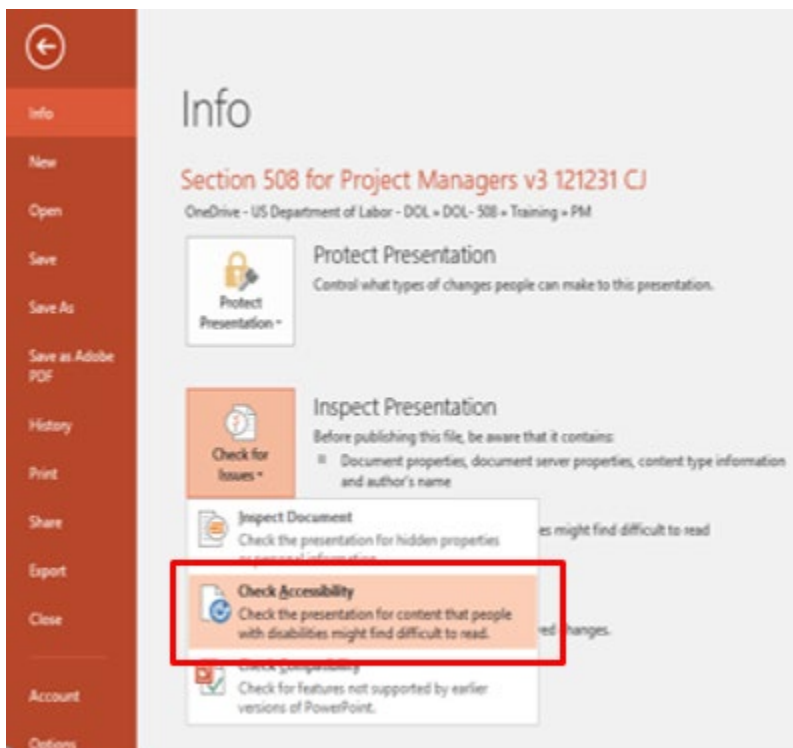 Info
New
Open
Save
Save As
Save as Adobe
PDF
History
Print
Share
Export
Close
Account
Options
Info
Section 508 for Project Managers v3 121231 CJ
OneDrive - US Department of Labor - DOL » DOL- 508 » Training » PM
Protect
Presentation
Protect Presentation
Control what types of changes people can make to this presentation.
Check for
Issues
Inspect Presentation
Before publishing this file, be aware that it contains:
Document properties, document server properties, content type information
and author's name
es might find difficult to read
Inspect Document
Check the presentation for hidden properties
or personal information.
Check Accessibility
Check the presentation for content that people
with disabilities might find difficult to read.
ved changes.
Check Compatibility
Check for features not supported by earlier
versions of PowerPoint.